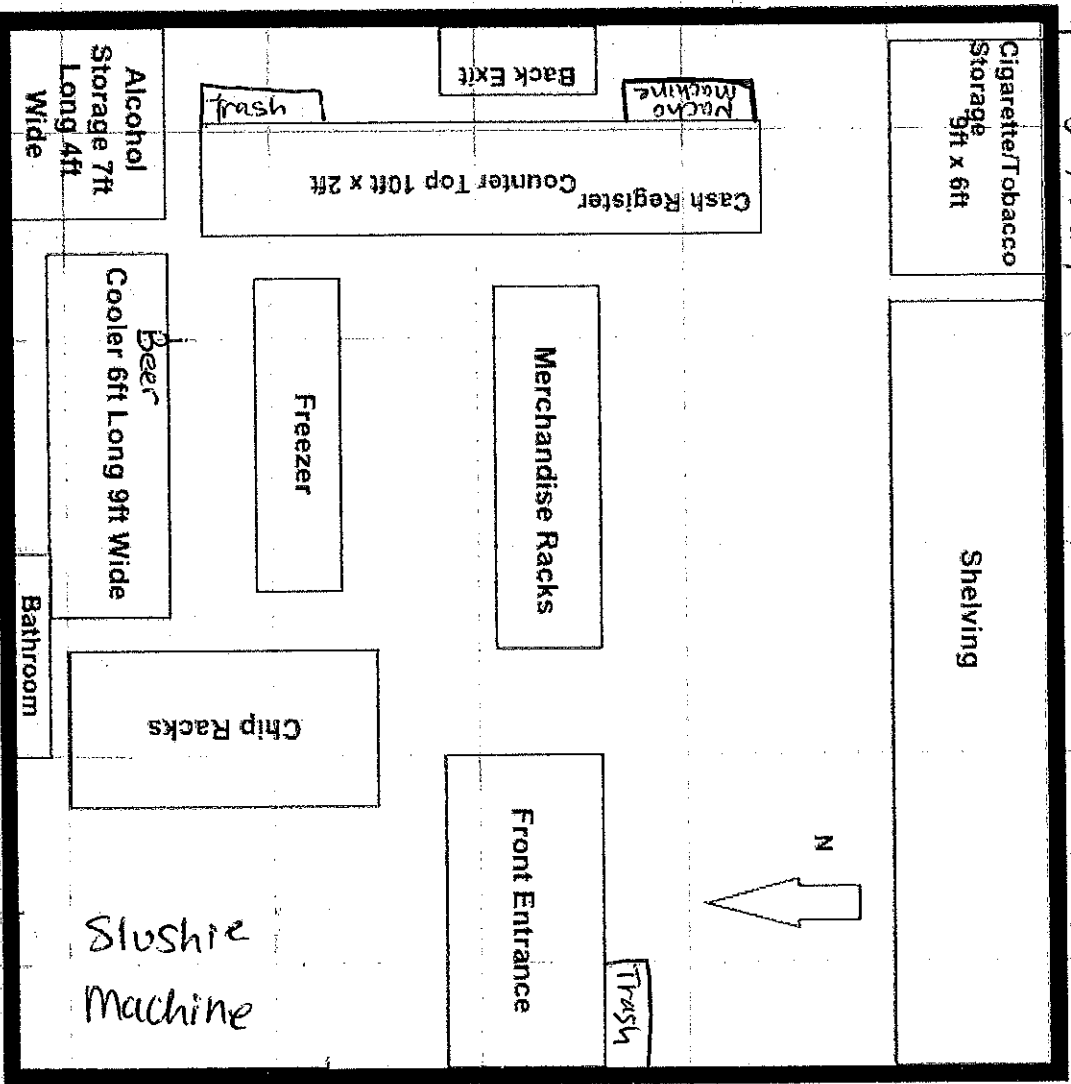 Cigarette/Tobacco
Storage
9ft x 6ft
Back Exit
Nacho
machine
Trash
Alcohol
Storage 7ft
Long 4ft
Wide
Cash Register
Counter Top 10ft x 2ft
Beer
Cooler 6ft Long 9ft Wide
Freezer
Merchandise Racks
Shelving
Bathroom
Chip Racks
Front Entrance
N
Trash
Slushie
Machine